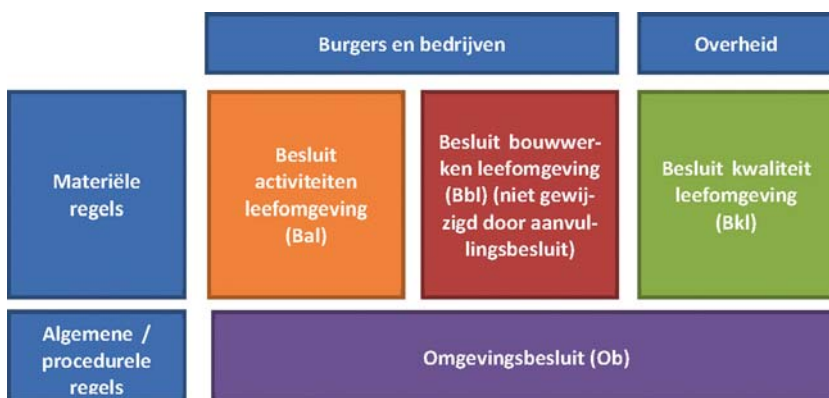 Burgers en bedrijven
Overheid
Materiële
regels
Besluit
activiteiten
leefomgeving
(Bal)
Besluit bouwwer-
ken leefomgeving
(Bbl) (niet gewij-
zigd door aanvul-
lingsbesluit)
Besluit kwaliteit
leefomgeving
(Bkl)
Algemene /
procedurele
regels
Omgevingsbesluit (Ob)